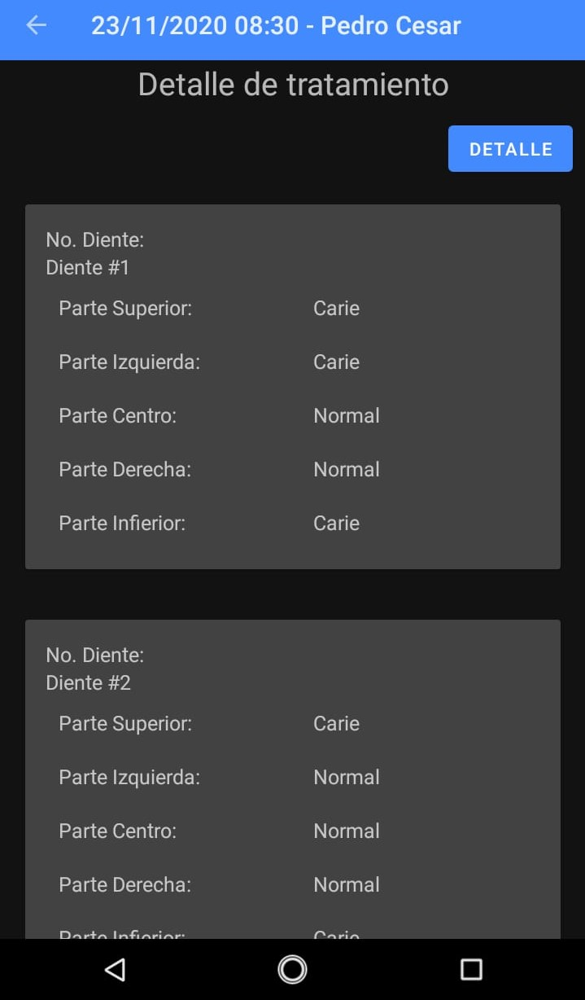 23/11/2020 08:30 - Pedro Cesar
Detalle de tratamiento
DETALLE
No. Diente:
Diente #1
Parte Superior: Carie
Parte Izquierda: Carie
Parte Centro: Normal
Parte Derecha: Normal
Parte Infierior: Carie
No. Diente:
Diente #2
Parte Superior: Carie
Parte Izquierda: Normal
Parte Centro: Normal
Parte Derecha: Normal
Parte Infierior: Carie